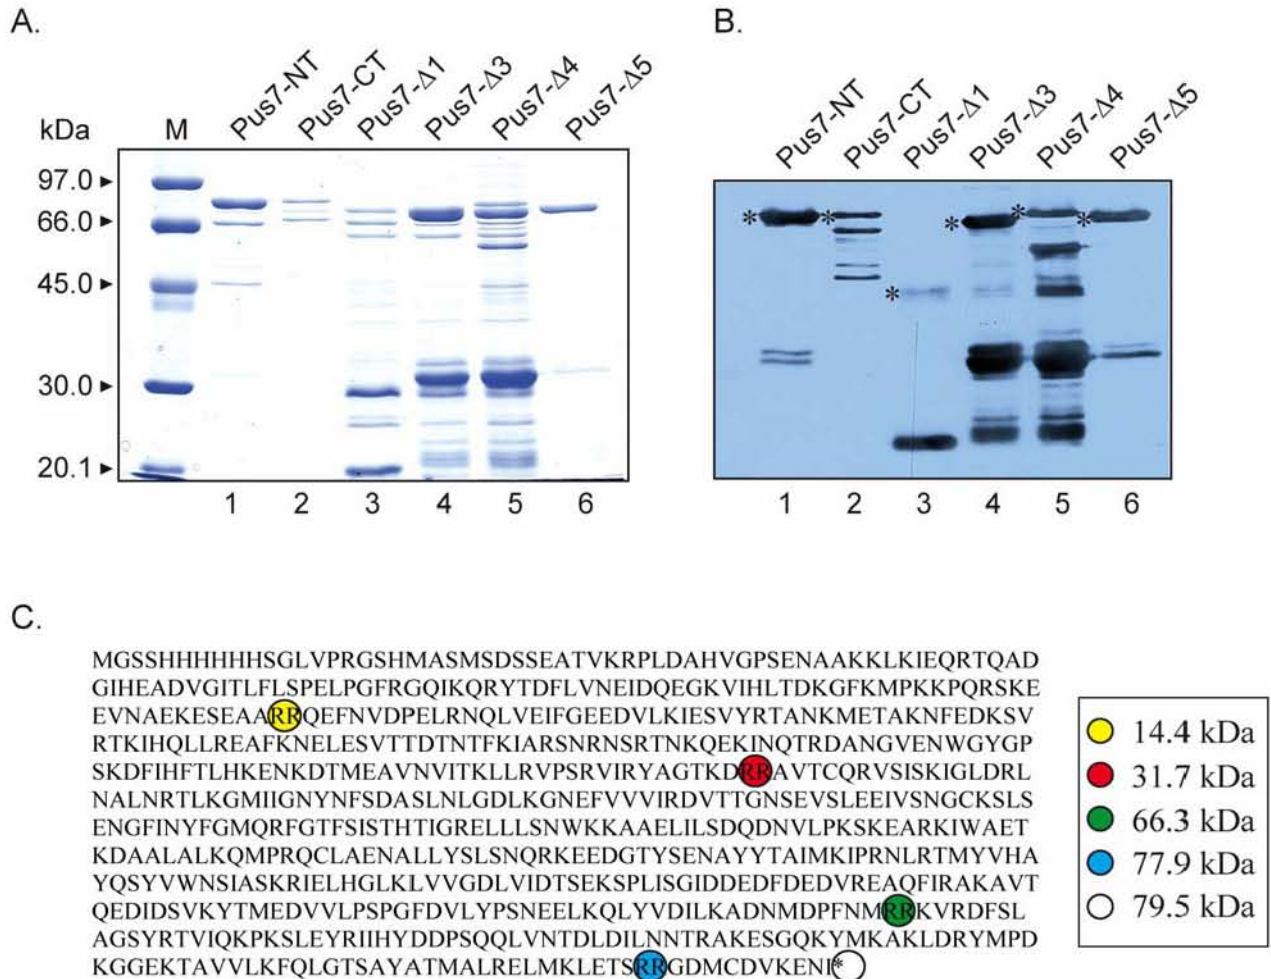 A.
kDa
M
Pus7-NT
Pus7-CT
Pus7-Δ1
Pus7-Δ3
Pus7-Δ4
Pus7-Δ5
97.0
66.0
45.0
30.0
20.1
1 2 3 4 5 6
B.
Pus7-NT
Pus7-CT
Pus7-Δ1
Pus7-Δ3
Pus7-Δ4
Pus7-Δ5
* * * * * *
1 2 3 4 5 6
C.
MGSSHHHHHHHSGLVPRGSHMASMSDSSEATVKRPLDAHVGPSENAAKKLKIEQRTQAD
GIHEADVGITLFLSPELPGFRGQIKQRYTDFLVNEIDQEGKVIHLTDKGFKMPKKPQRSKE
EVNAEKESEAARRQEFNVDPELRNQLVEIFGEEDVLKIESVYRTANKMETAKNFEDKSV
RTKIHQLLREAFKNELESVTTDTNTFKIARSNRNSRTNKQEKINQTRDANGVENWGYGP
SKDFIHFTLHKENKDTMEAVNVITKLLRVPSRVIRYAGTKDRRAVTCQRVSISKIGLDRL
NALNRTLKGMIIGNYNFSDASLNLGDLKGNEFVVVIRDVTTGNSEVSLEEIVSNGCKSLS
ENGFINYFGMQRFGTFSISTHTIGRELLLSNWKKAAELILSDQDNVLPKSKEARKIWAET
KDAALALKQMPRQCLAENALLYSLSNQRKEEDGTYSENAYYTAIMKIPRNLRTMYVHA
YQSYVWNSIASKRIELHGLKLVVGDLVIDTSEKSPLISGIDDEDFDEDVREAQFIRAKAVT
QEDIDSVKYTMEDVVLPSPGFDVLYPSNEELKQLYVDILKADNMDPFNMRRKVRDFSL
AGSYRTVIQKPKSLEYRIIHYDDPSQQLVNTDLDILNNTRAKESGQKYMKAKLDRYMPD
KGGEKTAVVLKFQLGTSAYATMALRELMKLETSRRGDMCDVKENI*
14.4 kDa
31.7 kDa
66.3 kDa
77.9 kDa
79.5 kDa